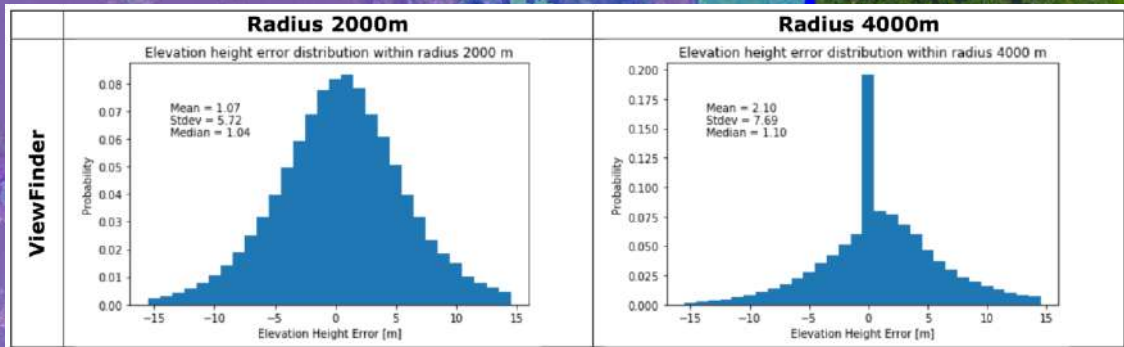 Radius 2000m
Radius 4000m
ViewFinder
Elevation height error distribution within radius 2000 m
Mean = 1.07
Stdev = 5.72
Median = 1.04
Probability
0.08
0.07
0.06
0.05
0.04
0.03
0.02
0.01
0.00
−15 −10 −5 0 5 10 15
Elevation Height Error [m]
Elevation height error distribution within radius 4000 m
Mean = 2.10
Stdev = 7.69
Median = 1.10
Probability
0.200
0.175
0.150
0.125
0.100
0.075
0.050
0.025
0.000
−15 −10 −5 0 5 10 15
Elevation Height Error [m]